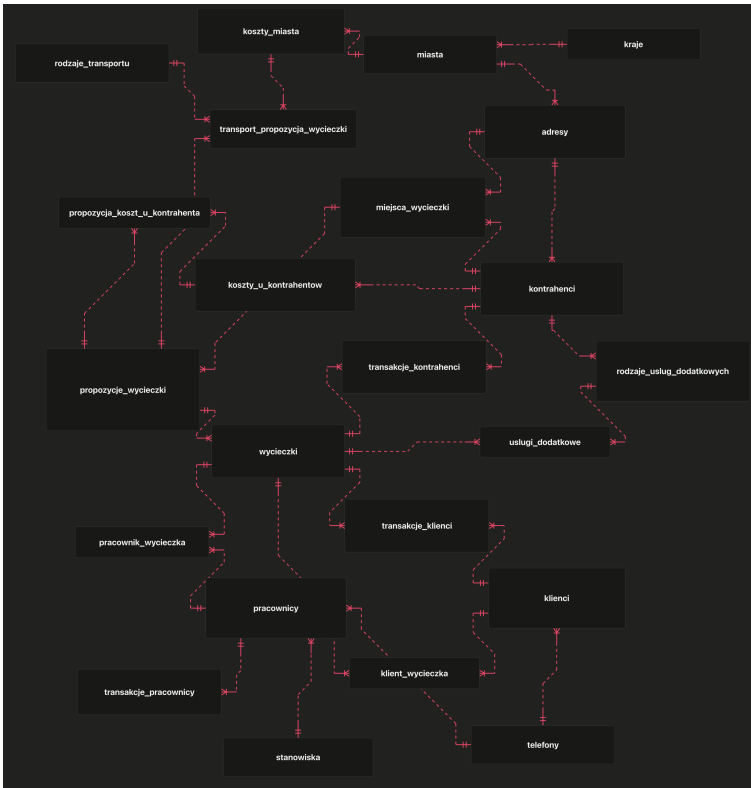 koszty_miasta
kraje
miasta
rodzaje_transportu
transport_propozycja_wycieczki
adresy
miejsca_wycieczki
propozycja_koszt_u_kontrahenta
koszty_u_kontrahentow
kontrahenci
transakcje_kontrahenci
rodzaje_uslug_dodatkowych
propozycje_wycieczki
uslugi_dodatkowe
wycieczki
transakcje_klienci
pracownik_wycieczka
klienci
pracownicy
klient_wycieczka
transakcje_pracownicy
telefony
stanowiska